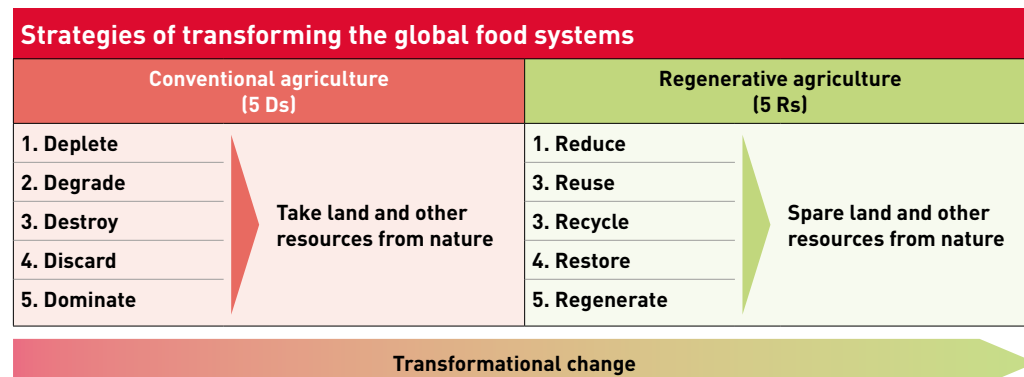 Strategies of transforming the global food systems
Conventional agriculture
(5 Ds)
Regenerative agriculture
(5 Rs)
1. Deplete
2. Degrade
3. Destroy
4. Discard
5. Dominate
Take land and other
resources from nature
1. Reduce
3. Reuse
3. Recycle
4. Restore
5. Regenerate
Spare land and other
resources from nature
Transformational change